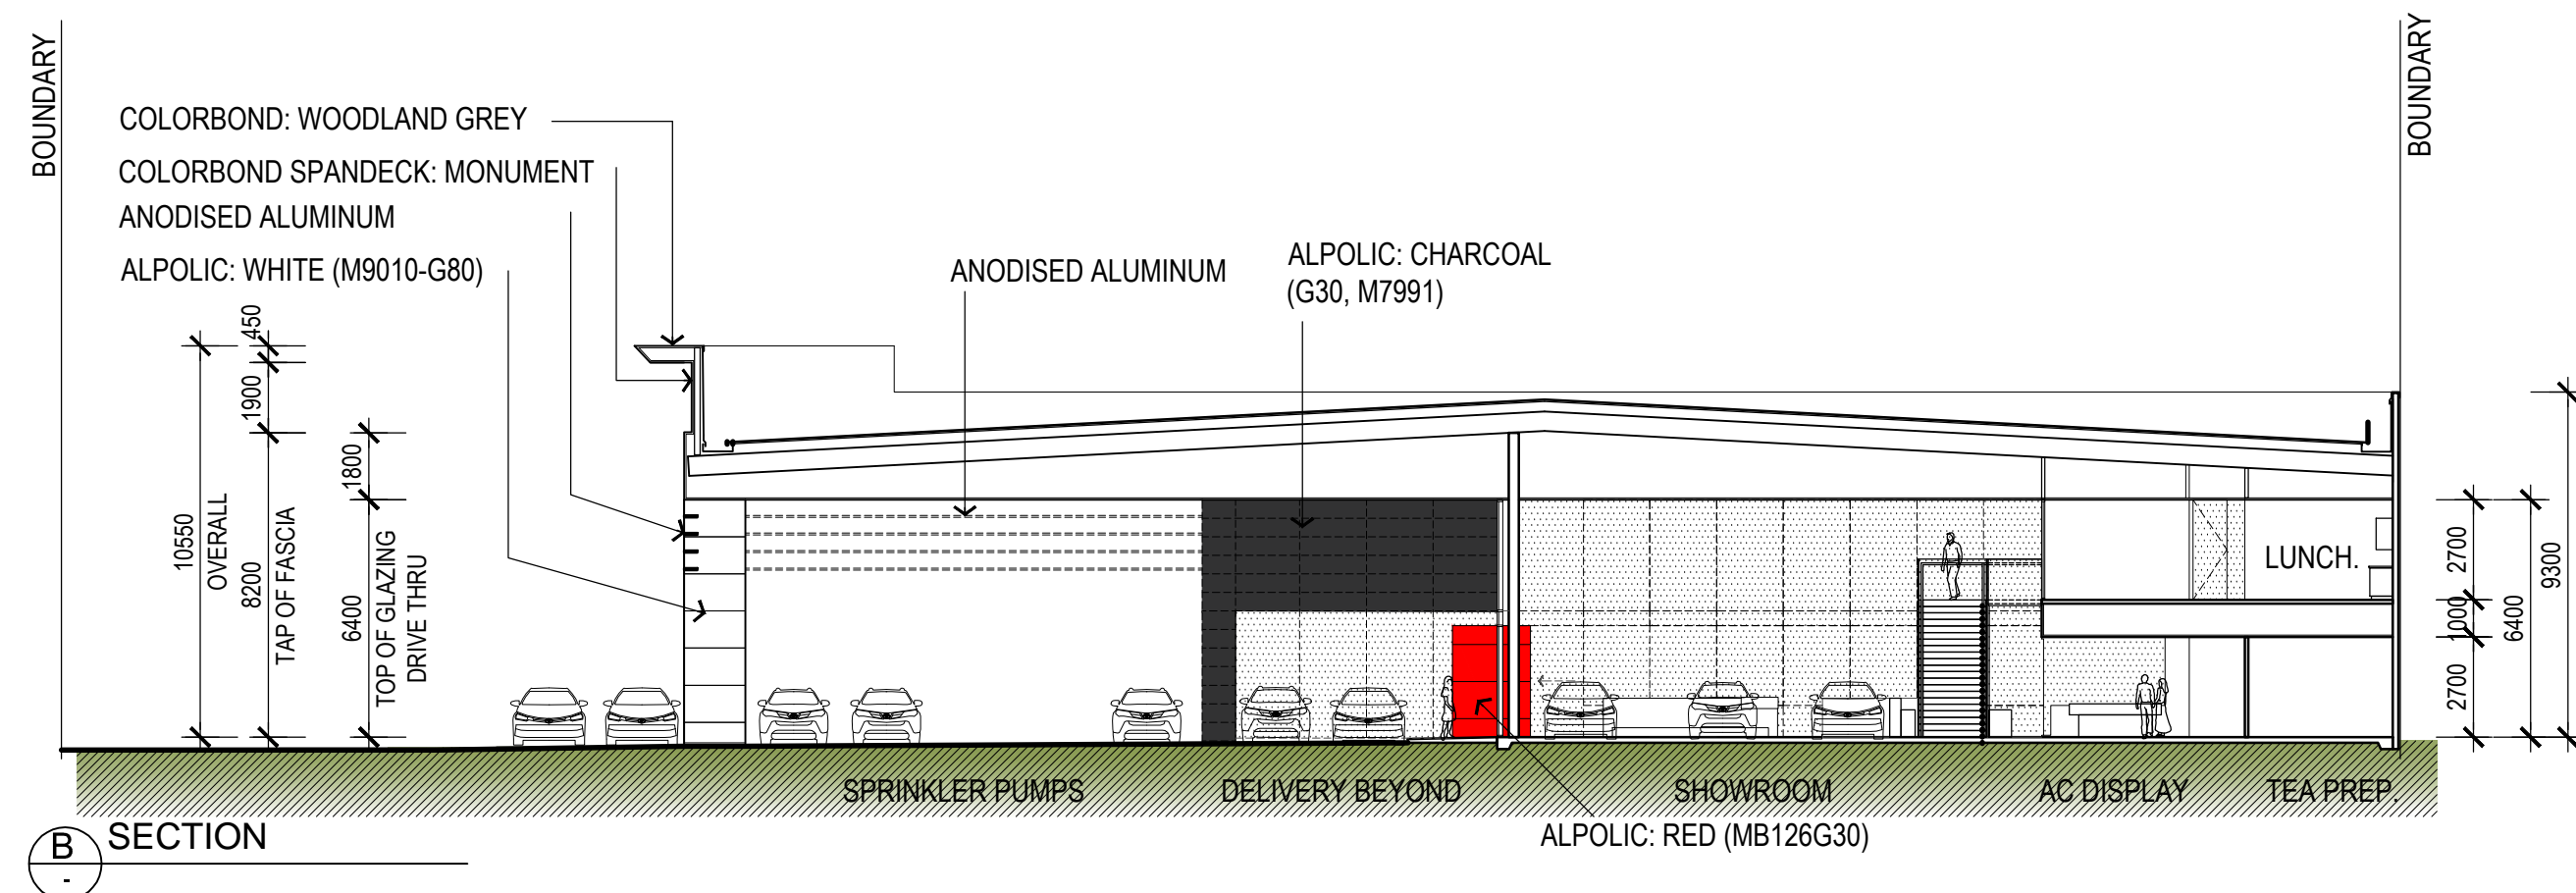 BOUNDARY
BOUNDARY
COLORBOND: WOODLAND GREY
COLORBOND SPANDECK: MONUMENT
ANODISED ALUMINUM
ALPOLIC: WHITE (M9010-G80)
ANODISED ALUMINUM
ALPOLIC: CHARCOAL
(G30, M7991)
450
1900
1800
10550
OVERALL
8200
TAP OF FASCIA
6400
TOP OF GLAZING
DRIVE THRU
LUNCH.
2700
1000
2700
6400
9300
SPRINKLER PUMPS
DELIVERY BEYOND
SHOWROOM
AC DISPLAY
TEA PREP.
ALPOLIC: RED (MB126G30)
B
-
SECTION